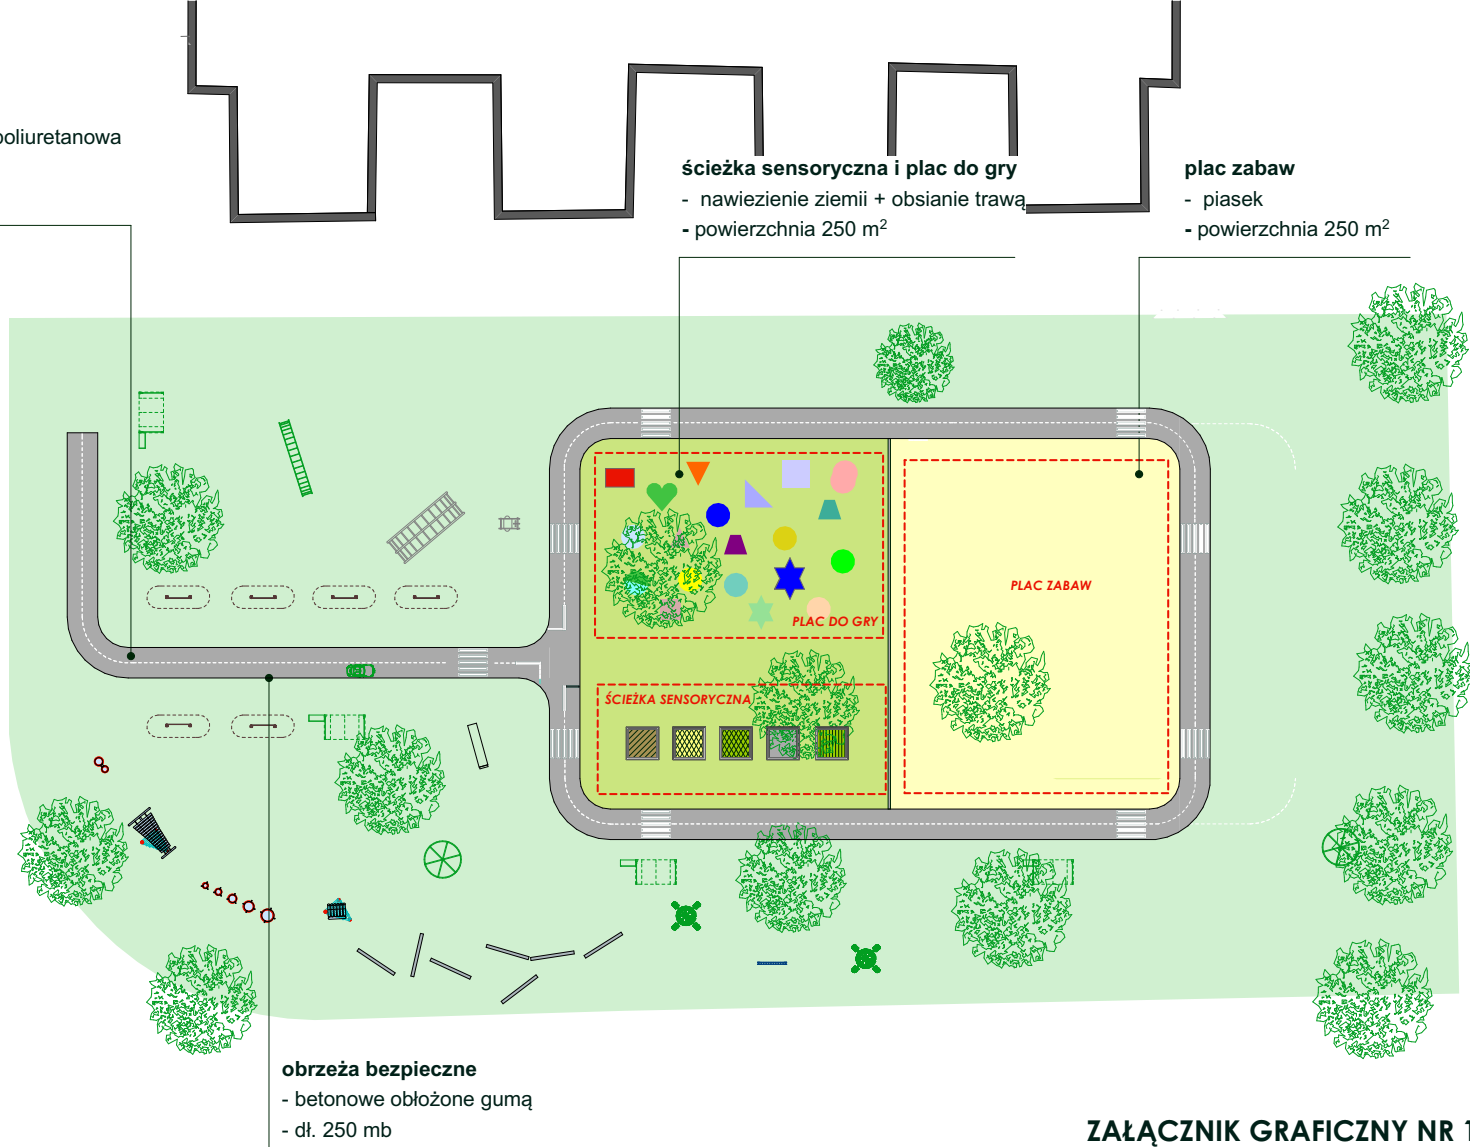 poliuretanowa
ścieżka sensoryczna i plac do gry
- nawiezienie ziemii + obsianie trawą
- powierzchnia 250 m²
plac zabaw
- piasek
- powierzchnia 250 m²
PLAC DO GRY
PLAC ZABAW
ŚCIEŻKA SENSORYCZNA
obrzeża bezpieczne
- betonowe obłożone gumą
- dł. 250 mb
ZAŁĄCZNIK GRAFICZNY NR 1